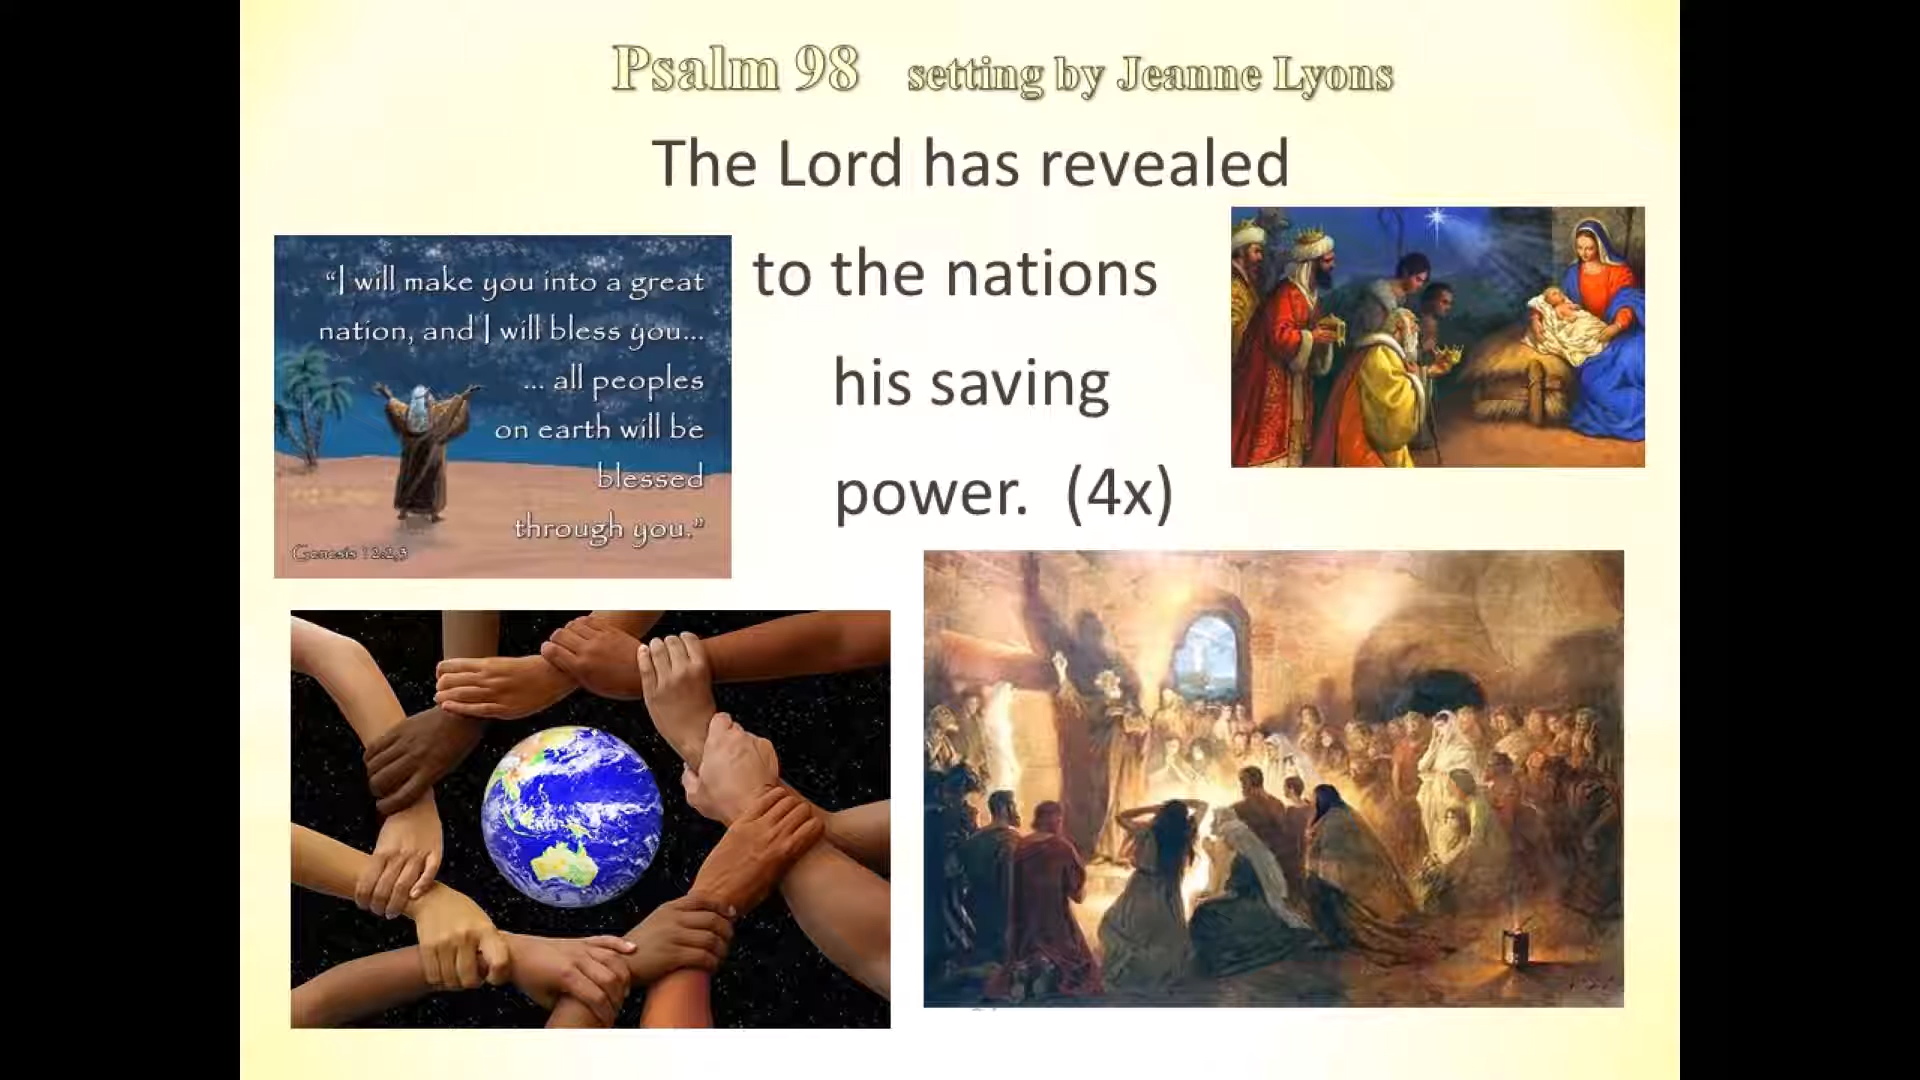 Psalm 98 setting by Jeanne Lyons
The Lord has revealed
to the nations
his saving
power. (4x)
“I will make you into a great
nation, and I will bless you...
... all peoples
on earth will be
blessed
through you.”
Genesis 12:2,3